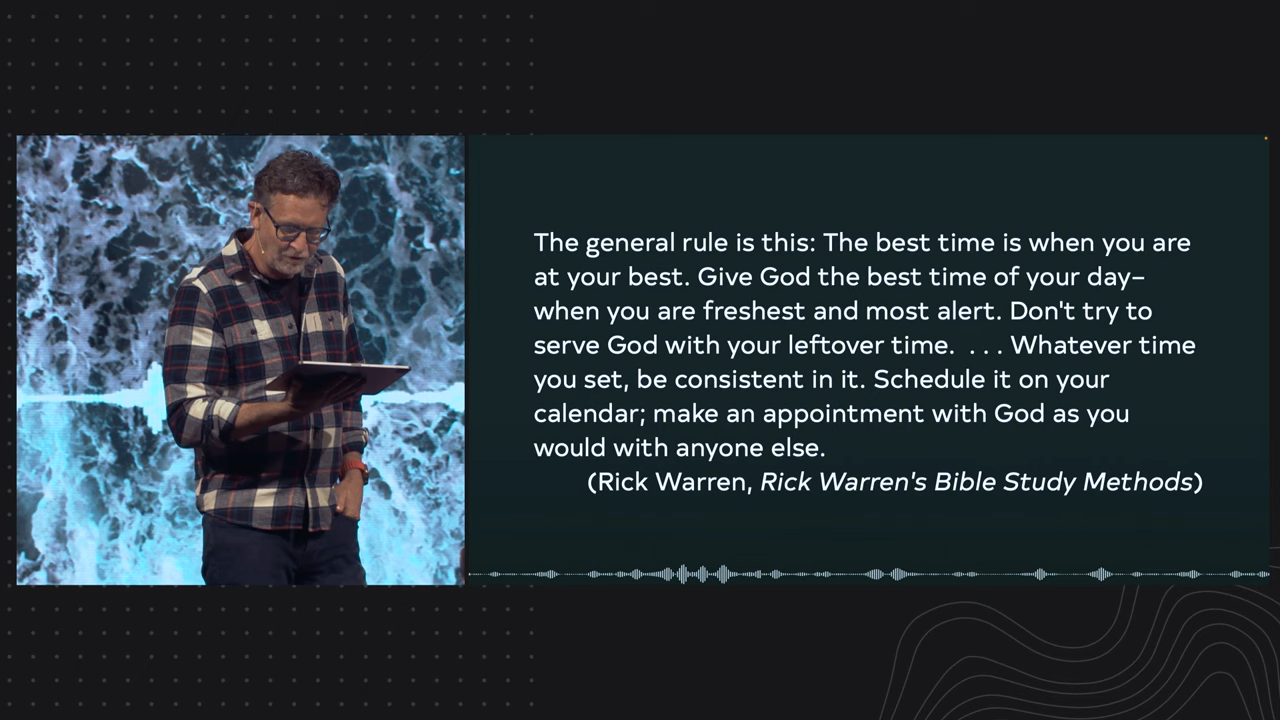 The general rule is this: The best time is when you are
at your best. Give God the best time of your day–
when you are freshest and most alert. Don't try to
serve God with your leftover time.  . . . Whatever time
you set, be consistent in it. Schedule it on your
calendar; make an appointment with God as you
would with anyone else.
(Rick Warren, Rick Warren's Bible Study Methods)